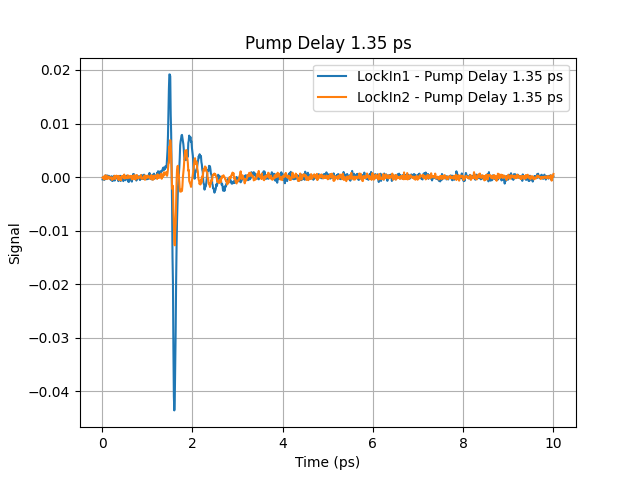 Pump Delay 1.35 ps
LockIn1 - Pump Delay 1.35 ps
LockIn2 - Pump Delay 1.35 ps
0.02
0.01
0.00
−0.01
−0.02
−0.03
−0.04
Signal
0 2 4 6 8 10
Time (ps)